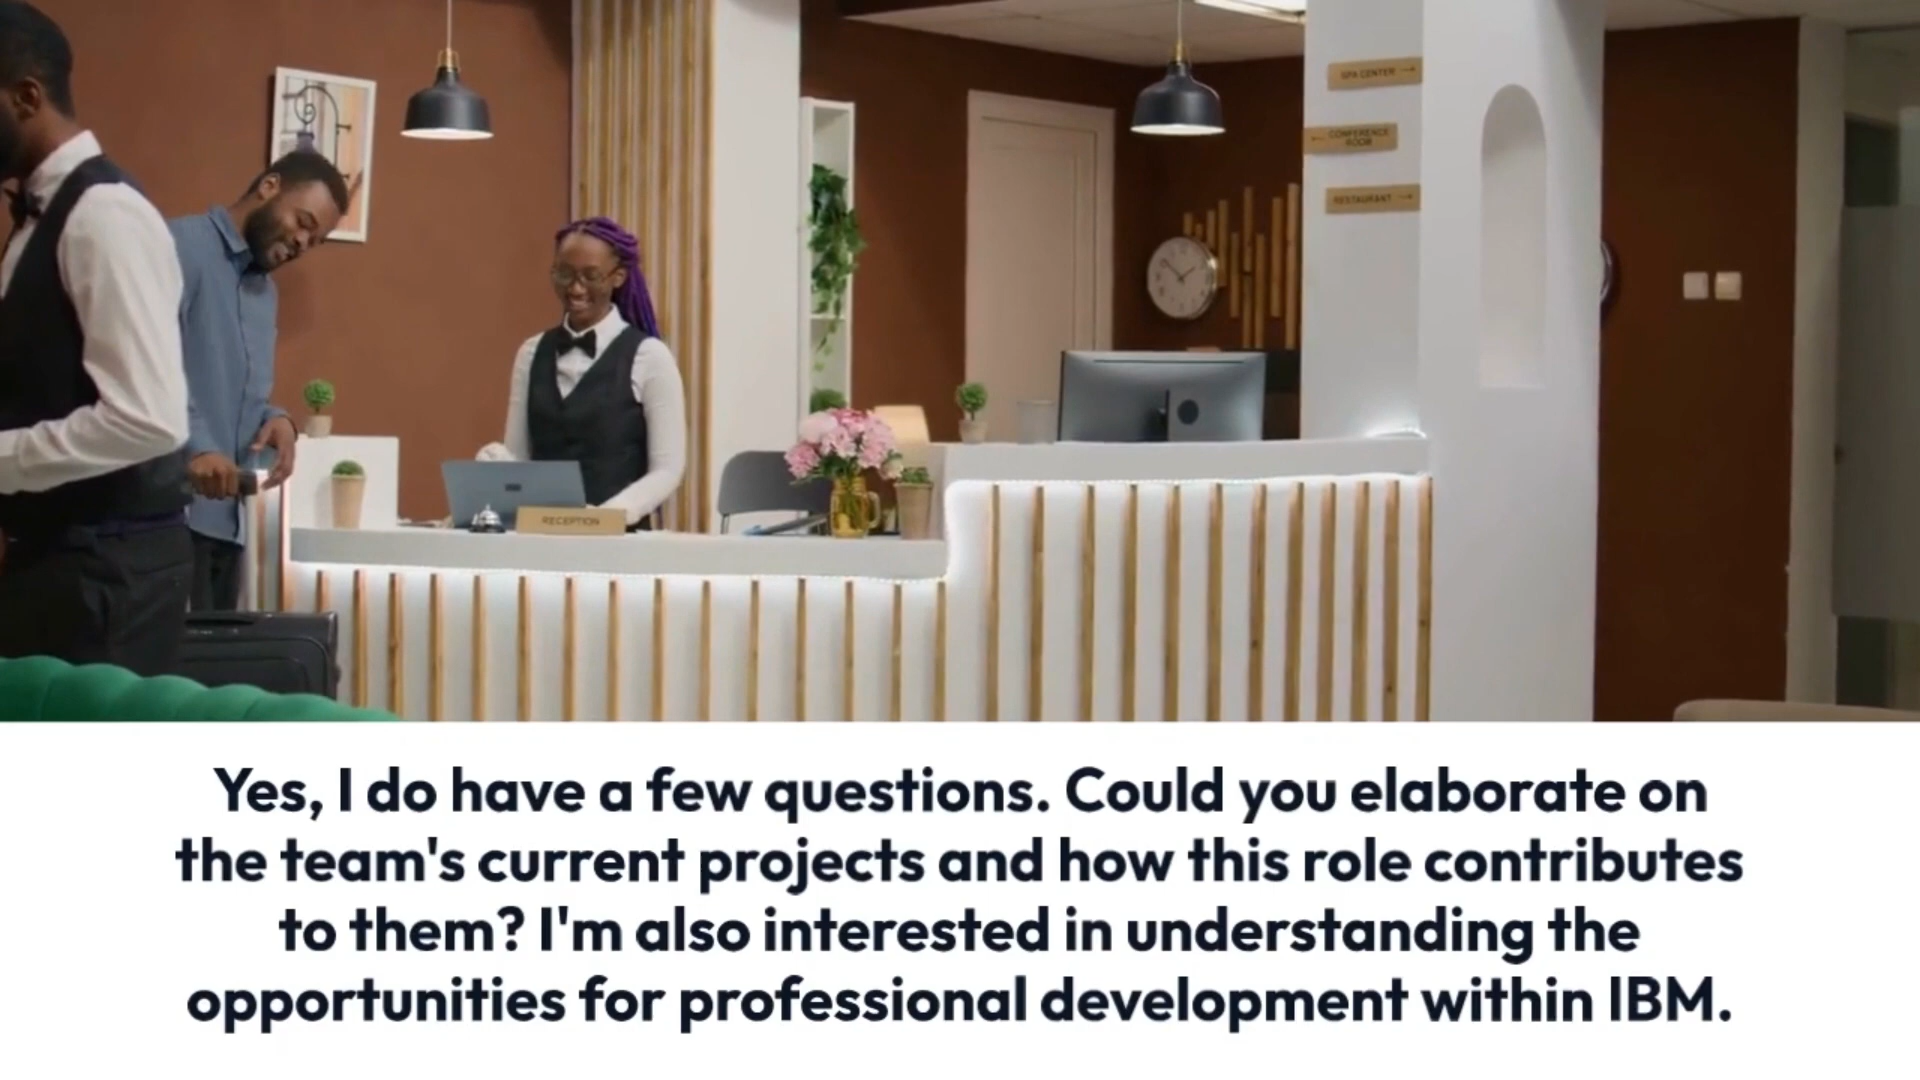 SPA CENTER →
← CONFERENCE
ROOM
RESTAURANT →
RECEPTION
Yes, I do have a few questions. Could you elaborate on
the team's current projects and how this role contributes
to them? I'm also interested in understanding the
opportunities for professional development within IBM.